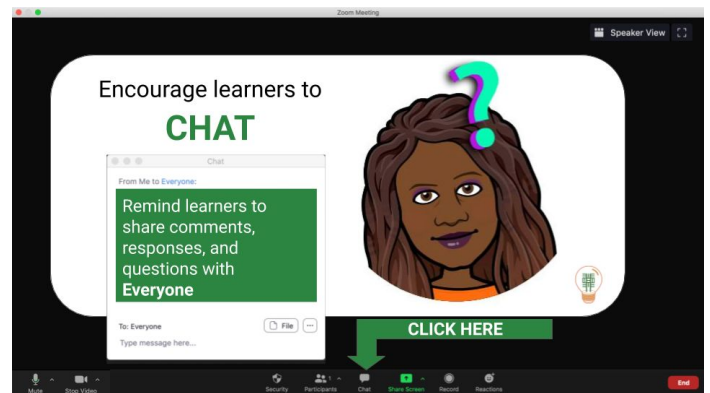 Zoom Meeting
Speaker View
Encourage learners to
CHAT
?
Chat
From Me to Everyone:
Remind learners to
share comments,
responses, and
questions with
Everyone
To: Everyone
File
Type message here...
CLICK HERE
Mute
Stop Video
Security
Participants
1
Chat
Share Screen
Record
Reactions
End